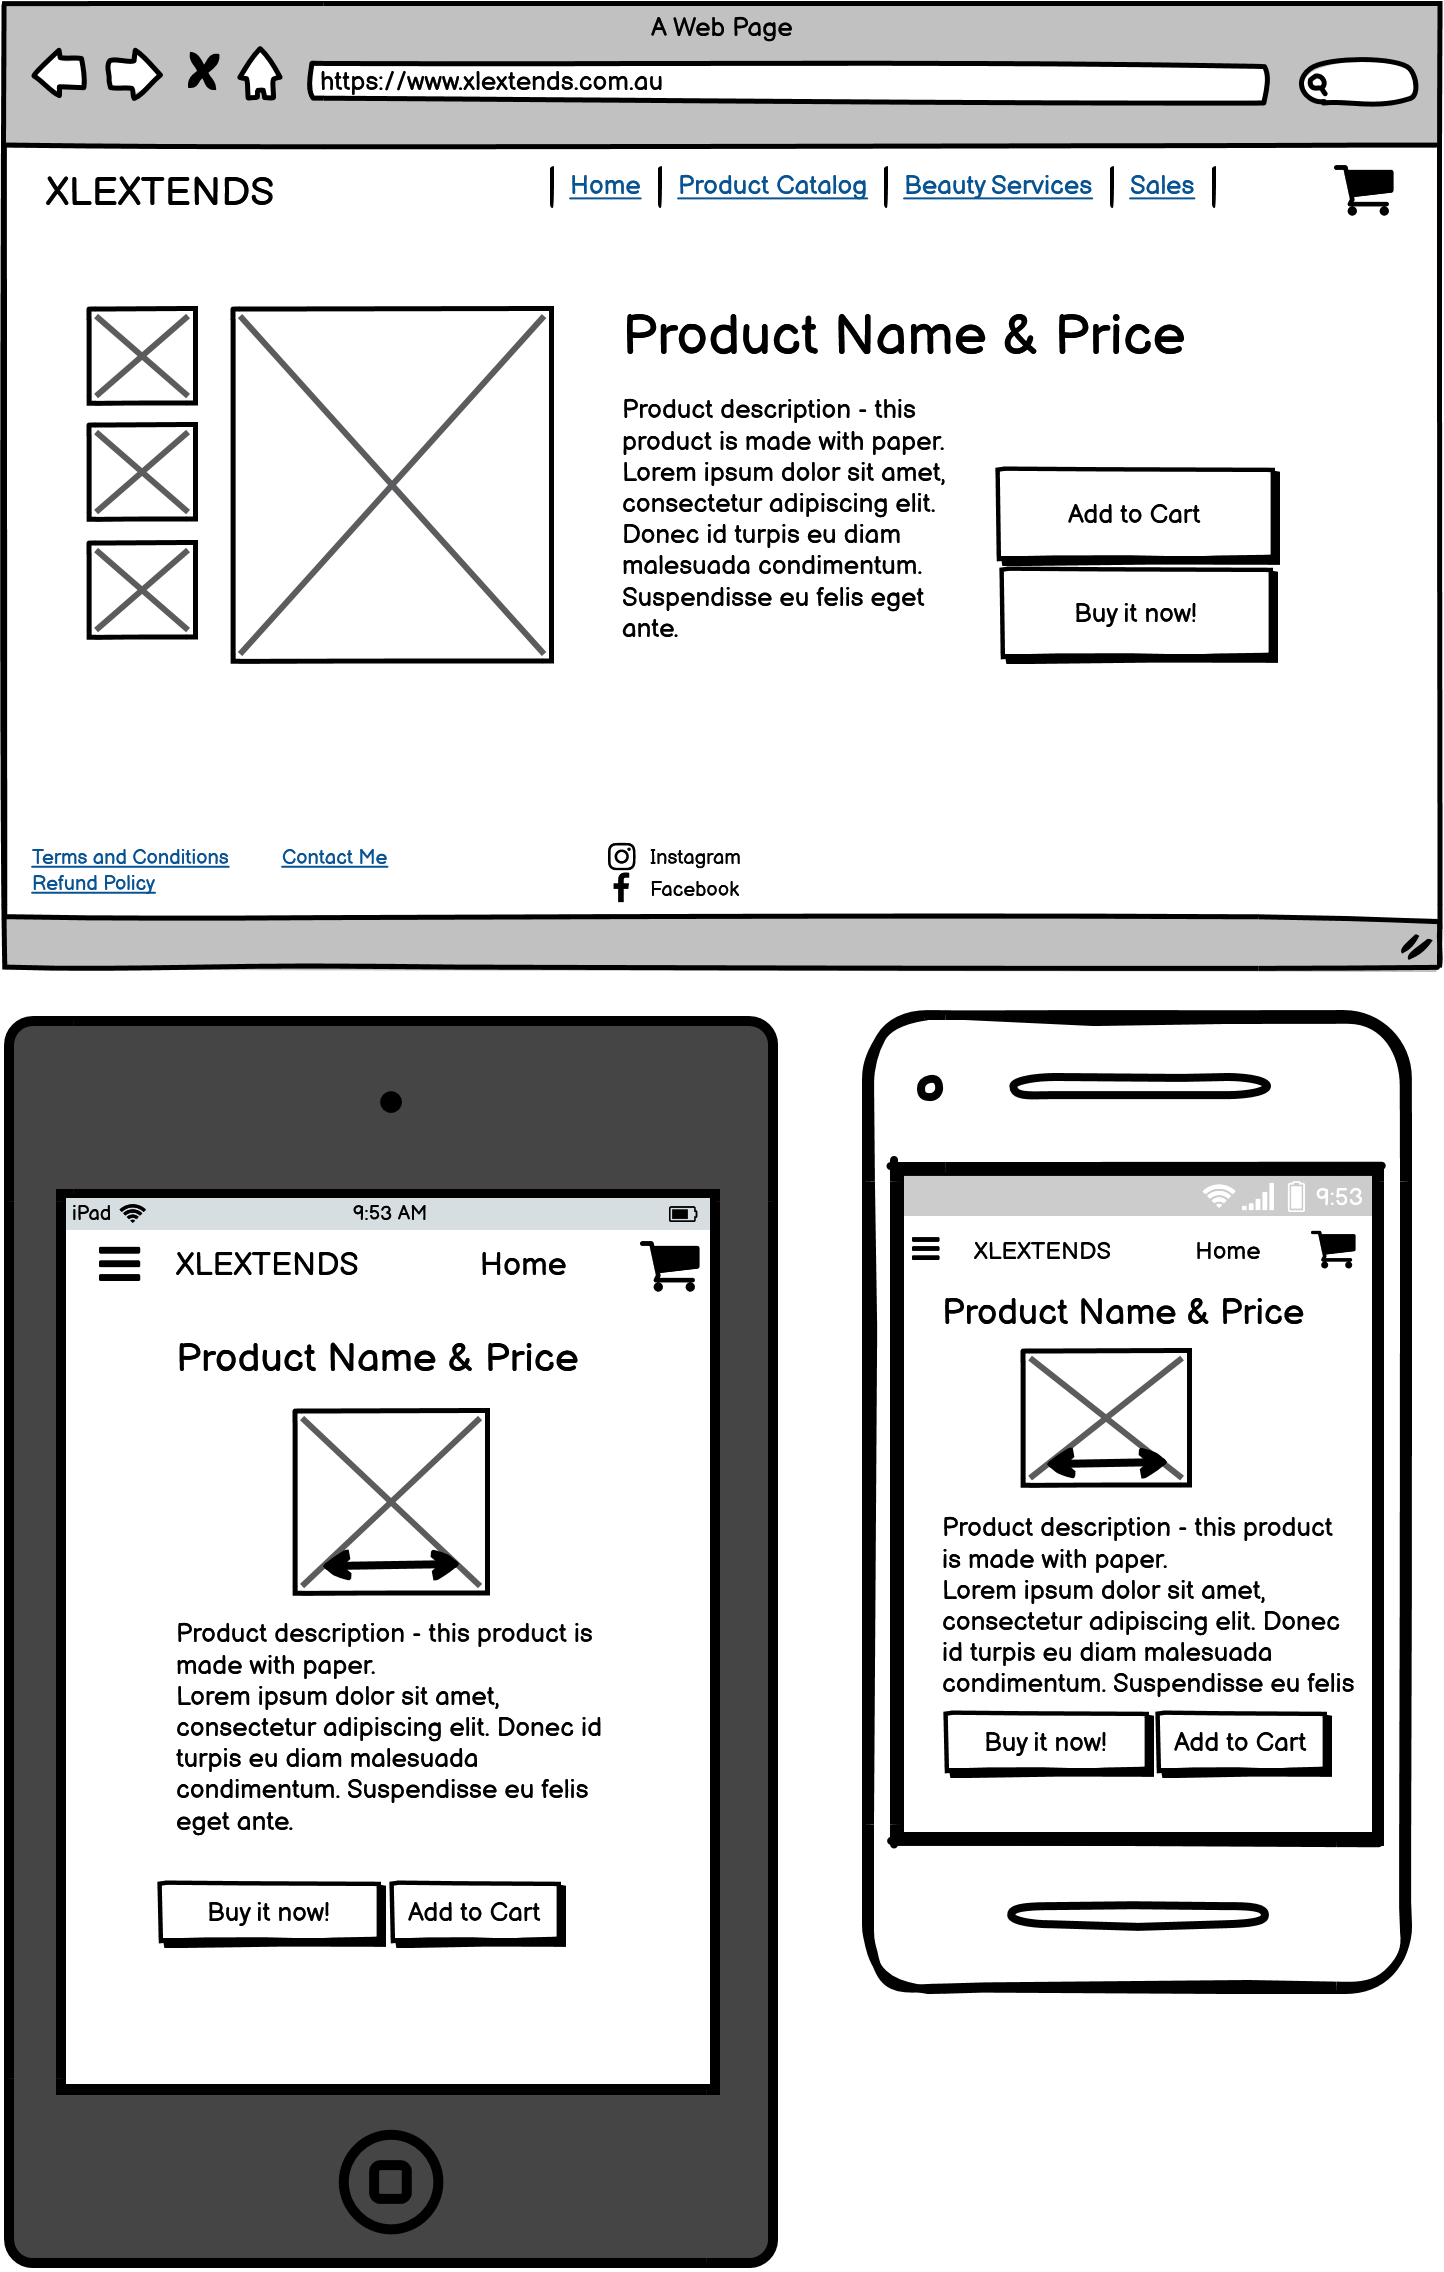 A Web Page
https://www.xlextends.com.au
XLEXTENDS
Home
Product Catalog
Beauty Services
Sales
Product Name & Price
Product description - this
product is made with paper.
Lorem ipsum dolor sit amet,
consectetur adipiscing elit.
Donec id turpis eu diam
malesuada condimentum.
Suspendisse eu felis eget
ante.
Add to Cart
Buy it now!
Terms and Conditions
Refund Policy
Contact Me
Instagram
Facebook
iPad
9:53 AM
XLEXTENDS
Home
Product Name & Price
Product description - this product is
made with paper.
Lorem ipsum dolor sit amet,
consectetur adipiscing elit. Donec id
turpis eu diam malesuada
condimentum. Suspendisse eu felis
eget ante.
Buy it now!
Add to Cart
9:53
XLEXTENDS
Home
Product Name & Price
Product description - this product
is made with paper.
Lorem ipsum dolor sit amet,
consectetur adipiscing elit. Donec
id turpis eu diam malesuada
condimentum. Suspendisse eu felis
Buy it now!
Add to Cart